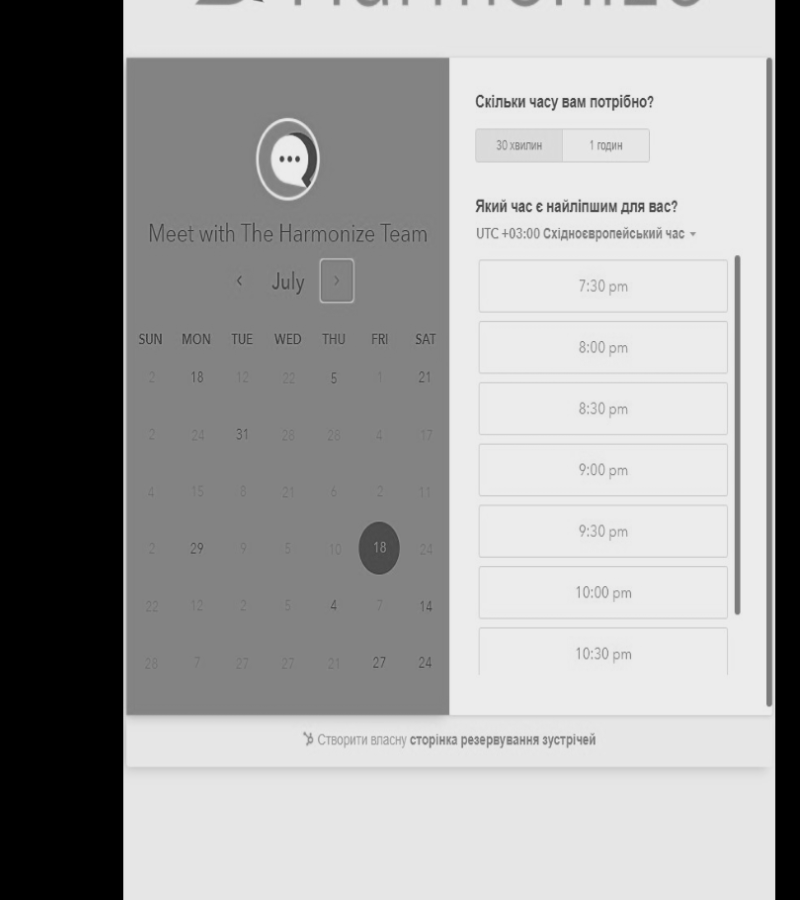 Harmonize
Meet with The Harmonize Team
July
SUN MON TUE WED THU FRI SAT
2 18 12 22 5 1 21
2 24 31 28 28 4 17
4 15 8 21 6 2 11
2 29 9 5 10 18 24
22 12 2 5 4 7 14
28 7 27 27 21 27 24
Скільки часу вам потрібно?
30 хвилин 1 годин
Який час є найліпшим для вас?
UTC +03:00 Східноєвропейський час
7:30 pm
8:00 pm
8:30 pm
9:00 pm
9:30 pm
10:00 pm
10:30 pm
Створити власну сторінка резервування зустрічей